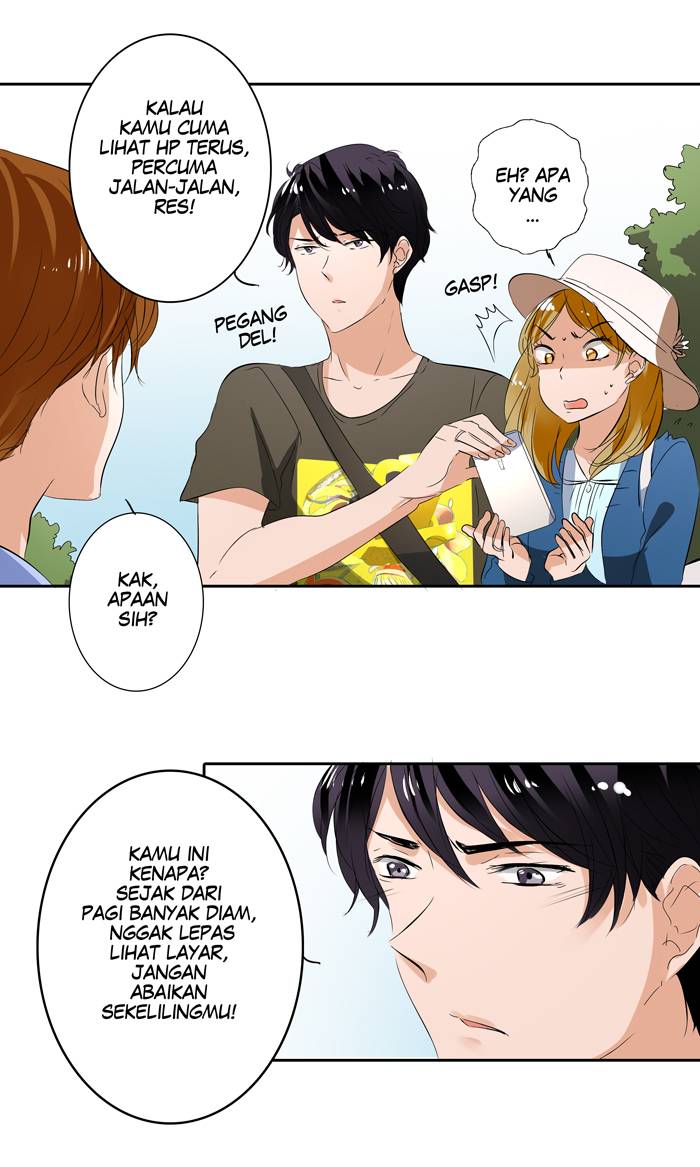 KALAU
KAMU CUMA
LIHAT HP TERUS,
PERCUMA
JALAN-JALAN,
RES!
EH? APA
YANG
...
PEGANG
DEL!
GASP!
KAK,
APAAN
SIH?
KAMU INI
KENAPA?
SEJAK DARI
PAGI BANYAK DIAM,
NGGAK LEPAS
LIHAT LAYAR,
JANGAN
ABAIKAN
SEKELILINGMU!